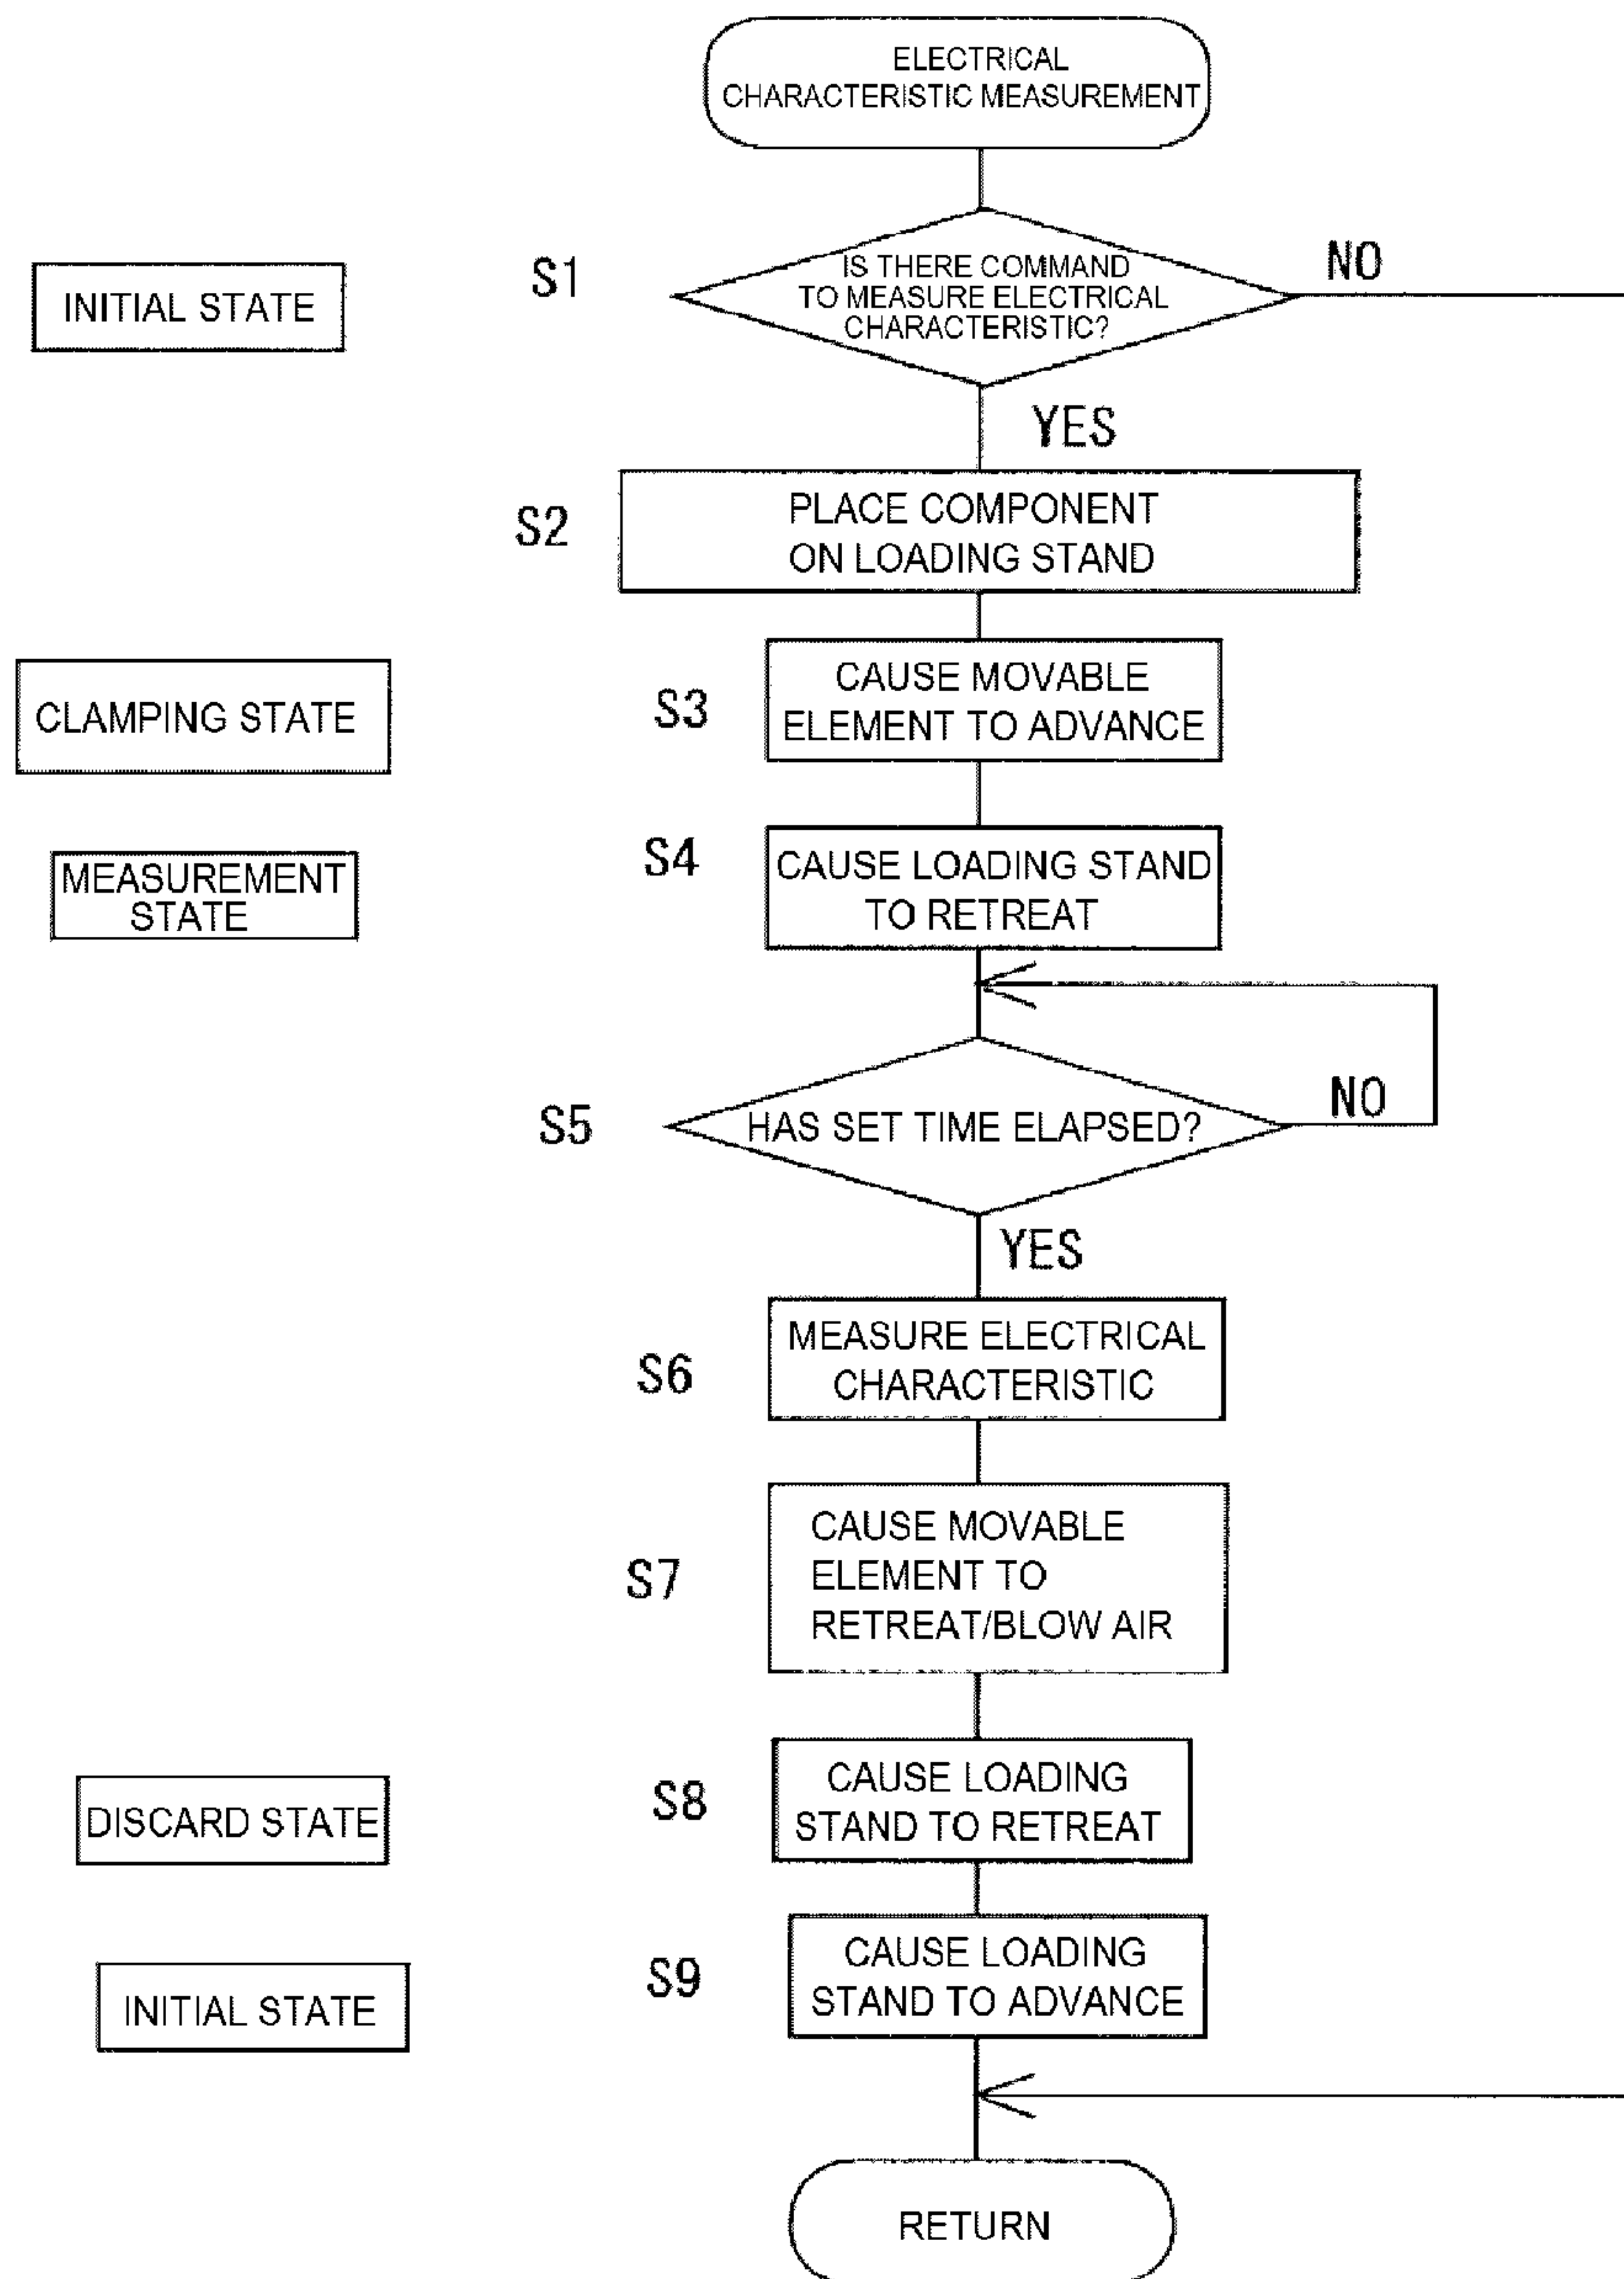 ELECTRICAL
CHARACTERISTIC MEASUREMENT
INITIAL STATE
S1
IS THERE COMMAND
TO MEASURE ELECTRICAL
CHARACTERISTIC?
NO
YES
S2
PLACE COMPONENT
ON LOADING STAND
CLAMPING STATE
S3
CAUSE MOVABLE
ELEMENT TO ADVANCE
MEASUREMENT
STATE
S4
CAUSE LOADING STAND
TO RETREAT
S5
HAS SET TIME ELAPSED?
NO
YES
S6
MEASURE ELECTRICAL
CHARACTERISTIC
S7
CAUSE MOVABLE
ELEMENT TO
RETREAT/BLOW AIR
DISCARD STATE
S8
CAUSE LOADING
STAND TO RETREAT
INITIAL STATE
S9
CAUSE LOADING
STAND TO ADVANCE
RETURN